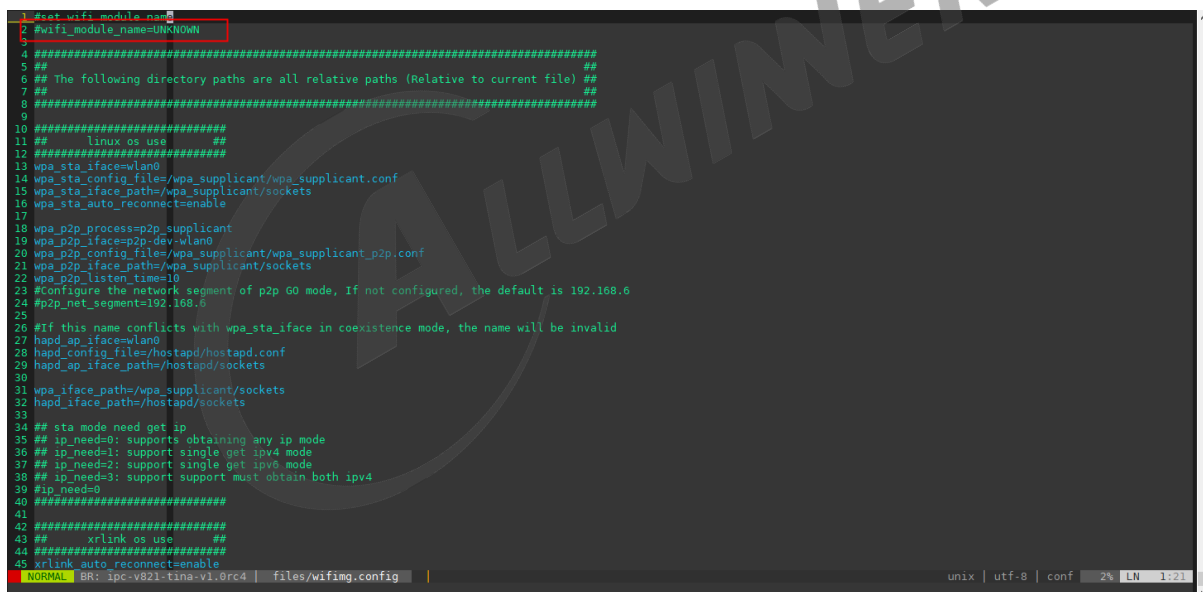 1 #set wifi module name
2 #wifi_module_name=UNKNOWN
3
4 ######################################################################################
5 ## ##
6 ## The following directory paths are all relative paths (Relative to current file) ##
7 ## ##
8 ######################################################################################
9
10 #############################
11 ## linux os use ##
12 #############################
13 wpa_sta_iface=wlan0
14 wpa_sta_config_file=/wpa_supplicant/wpa_supplicant.conf
15 wpa_sta_iface_path=/wpa_supplicant/sockets
16 wpa_sta_auto_reconnect=enable
17
18 wpa_p2p_process=p2p_supplicant
19 wpa_p2p_iface=p2p-dev-wlan0
20 wpa_p2p_config_file=/wpa_supplicant/wpa_supplicant_p2p.conf
21 wpa_p2p_iface_path=/wpa_supplicant/sockets
22 wpa_p2p_listen_time=10
23 #Configure the network segment of p2p GO mode, If not configured, the default is 192.168.6
24 #p2p_net_segment=192.168.6
25
26 #If this name conflicts with wpa_sta_iface in coexistence mode, the name will be invalid
27 hapd_ap_iface=wlan0
28 hapd_config_file=/hostapd/hostapd.conf
29 hapd_ap_iface_path=/hostapd/sockets
30
31 wpa_iface_path=/wpa_supplicant/sockets
32 hapd_iface_path=/hostapd/sockets
33
34 ## sta mode need get ip
35 ## ip_need=0: supports obtaining any ip mode
36 ## ip_need=1: support single get ipv4 mode
37 ## ip_need=2: support single get ipv6 mode
38 ## ip_need=3: support support must obtain both ipv4
39 #ip_need=0
40 #############################
41
42 #############################
43 ## xrlink os use ##
44 #############################
45 xrlink_auto_reconnect=enable
NORMAL BR: ipc-v821-tina-v1.0rc4 | files/wifimg.config | unix | utf-8 | conf 2% LN 1:21
ALLWINNER